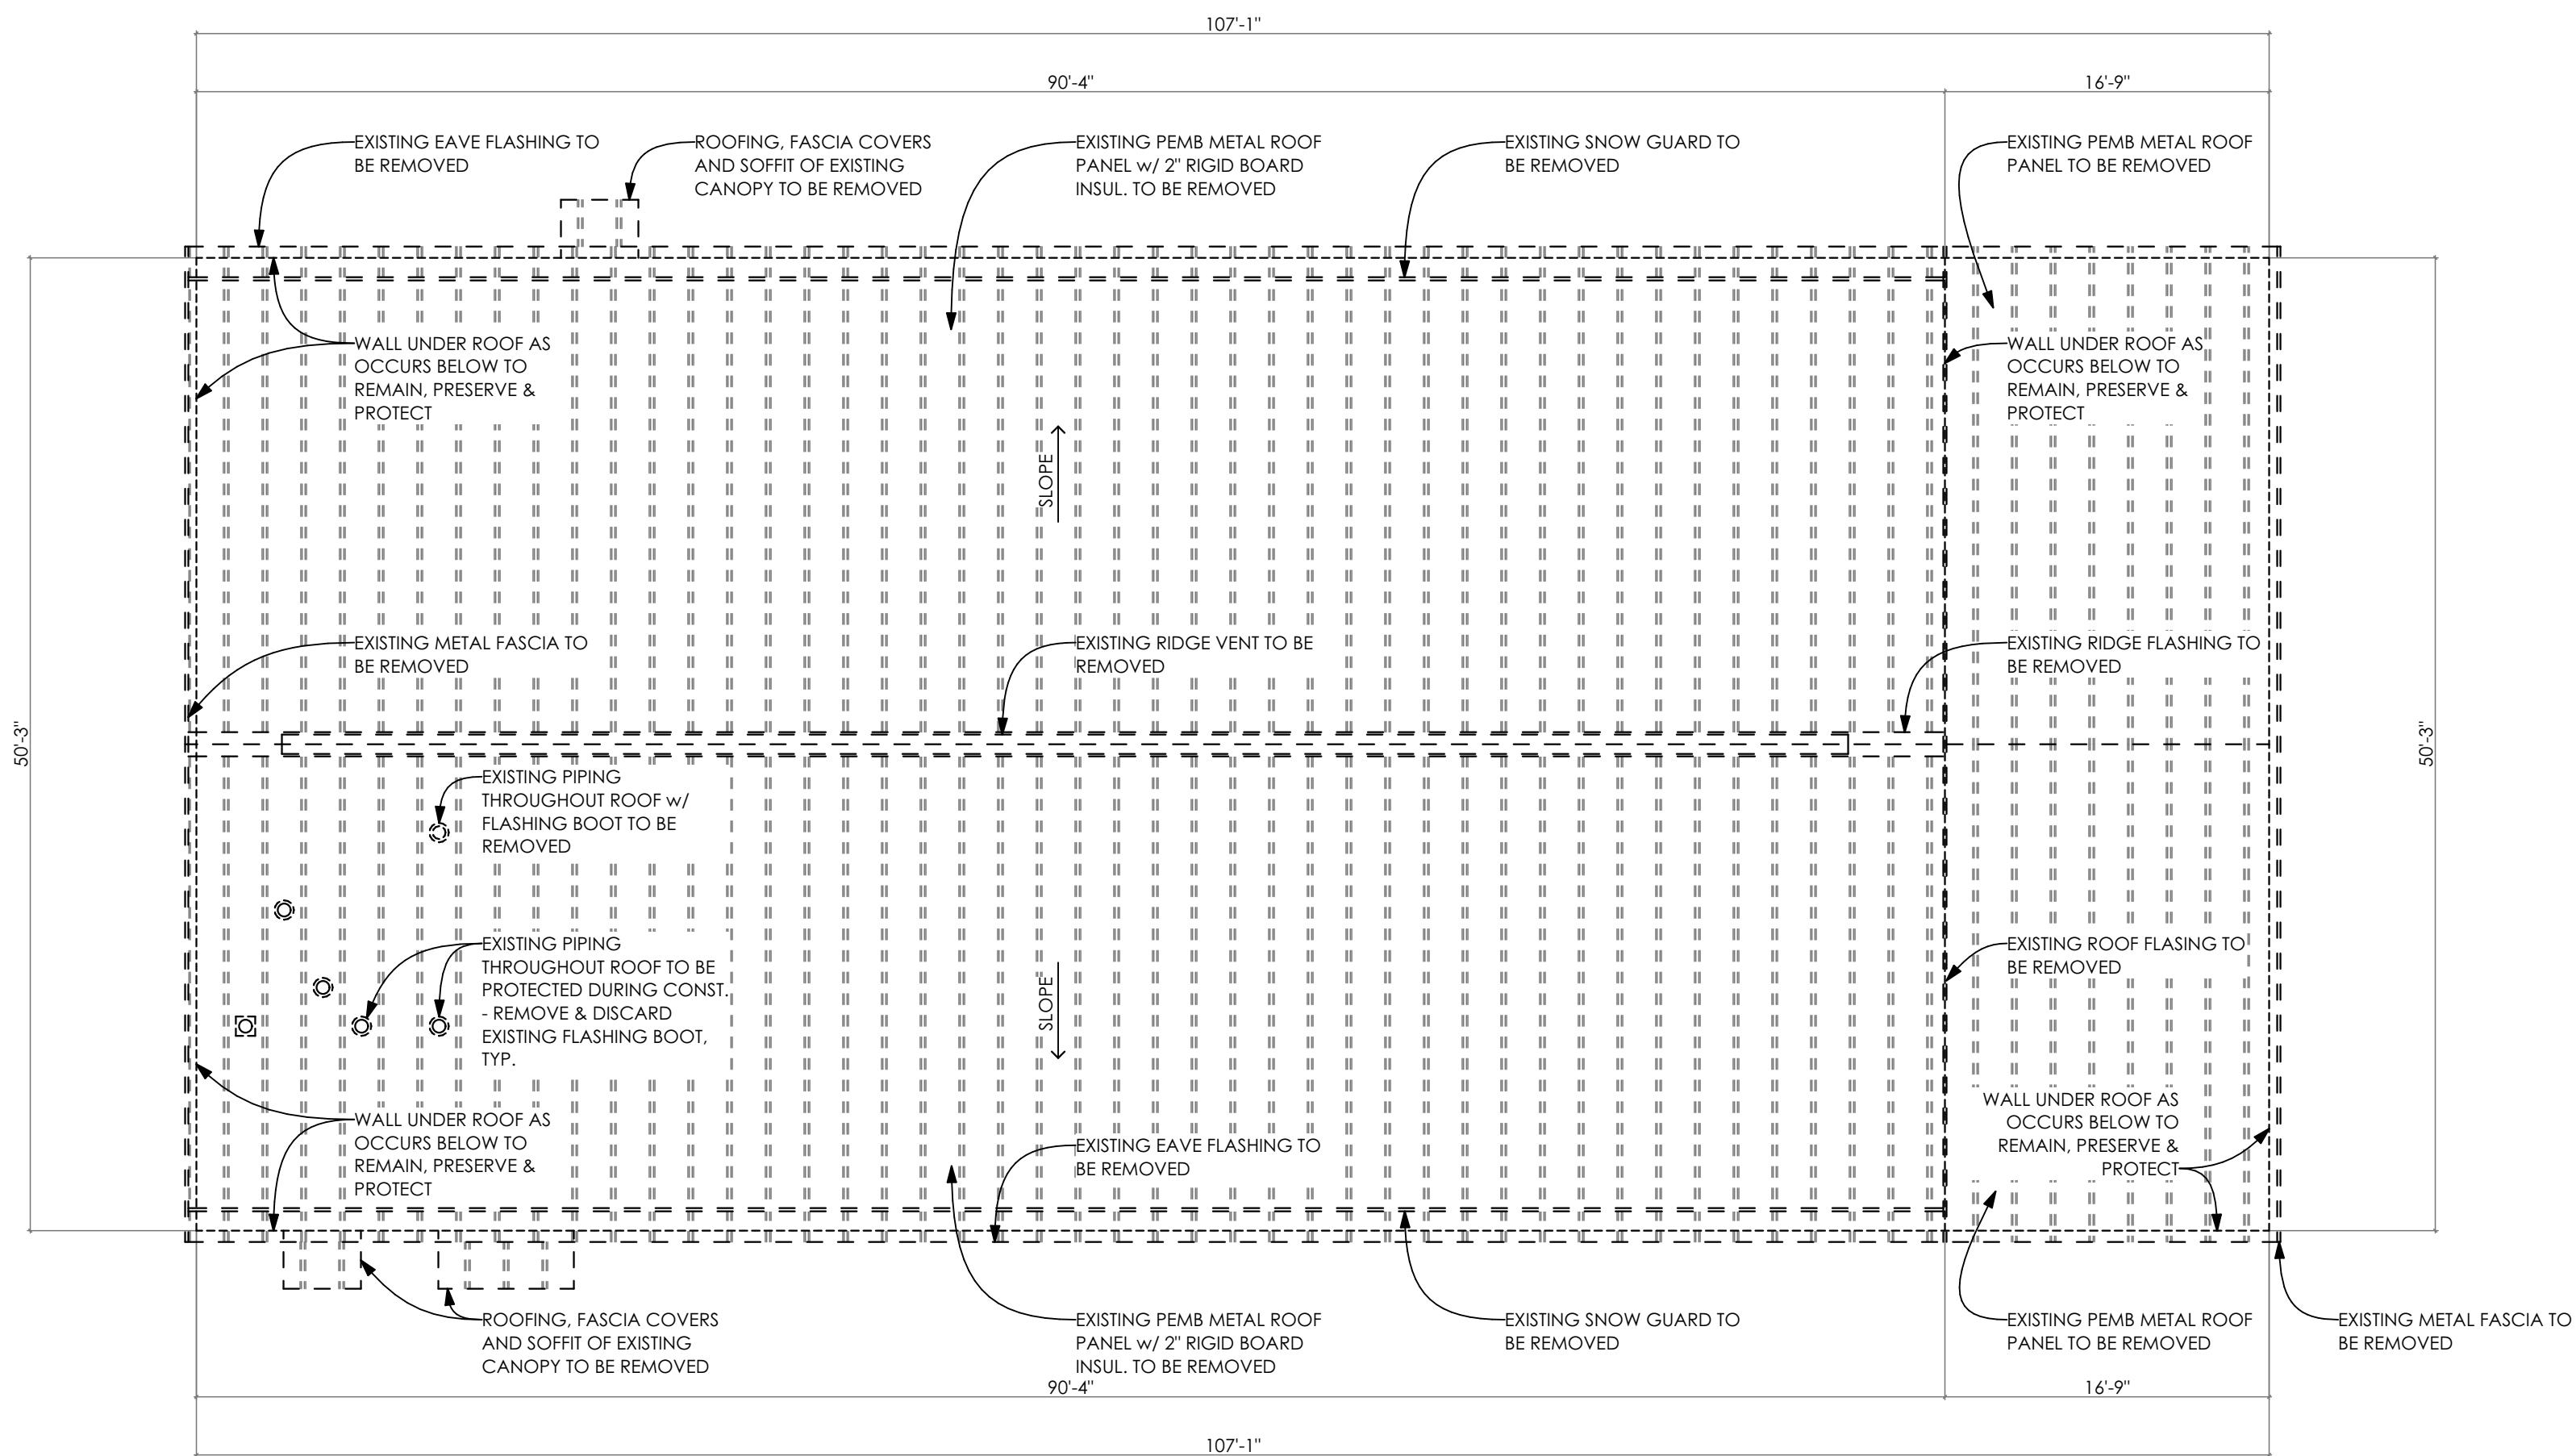 107'-1"
90'-4"
16'-9"
EXISTING EAVE FLASHING TO
BE REMOVED
ROOFING, FASCIA COVERS
AND SOFFIT OF EXISTING
CANOPY TO BE REMOVED
EXISTING PEMB METAL ROOF
PANEL w/ 2" RIGID BOARD
INSUL. TO BE REMOVED
EXISTING SNOW GUARD TO
BE REMOVED
EXISTING PEMB METAL ROOF
PANEL TO BE REMOVED
WALL UNDER ROOF AS
OCCURS BELOW TO
REMAIN, PRESERVE &
PROTECT
WALL UNDER ROOF AS
OCCURS BELOW TO
REMAIN, PRESERVE &
PROTECT
SLOPE
EXISTING METAL FASCIA TO
BE REMOVED
EXISTING RIDGE VENT TO BE
REMOVED
EXISTING RIDGE FLASHING TO
BE REMOVED
50'-3"
50'-3"
EXISTING PIPING
THROUGHOUT ROOF w/
FLASHING BOOT TO BE
REMOVED
EXISTING PIPING
THROUGHOUT ROOF TO BE
PROTECTED DURING CONST.
- REMOVE & DISCARD
EXISTING FLASHING BOOT,
TYP.
SLOPE
EXISTING ROOF FLASING TO
BE REMOVED
WALL UNDER ROOF AS
OCCURS BELOW TO
REMAIN, PRESERVE &
PROTECT
EXISTING EAVE FLASHING TO
BE REMOVED
WALL UNDER ROOF AS
OCCURS BELOW TO
REMAIN, PRESERVE &
PROTECT
ROOFING, FASCIA COVERS
AND SOFFIT OF EXISTING
CANOPY TO BE REMOVED
EXISTING PEMB METAL ROOF
PANEL w/ 2" RIGID BOARD
INSUL. TO BE REMOVED
EXISTING SNOW GUARD TO
BE REMOVED
EXISTING PEMB METAL ROOF
PANEL TO BE REMOVED
EXISTING METAL FASCIA TO
BE REMOVED
90'-4"
16'-9"
107'-1"